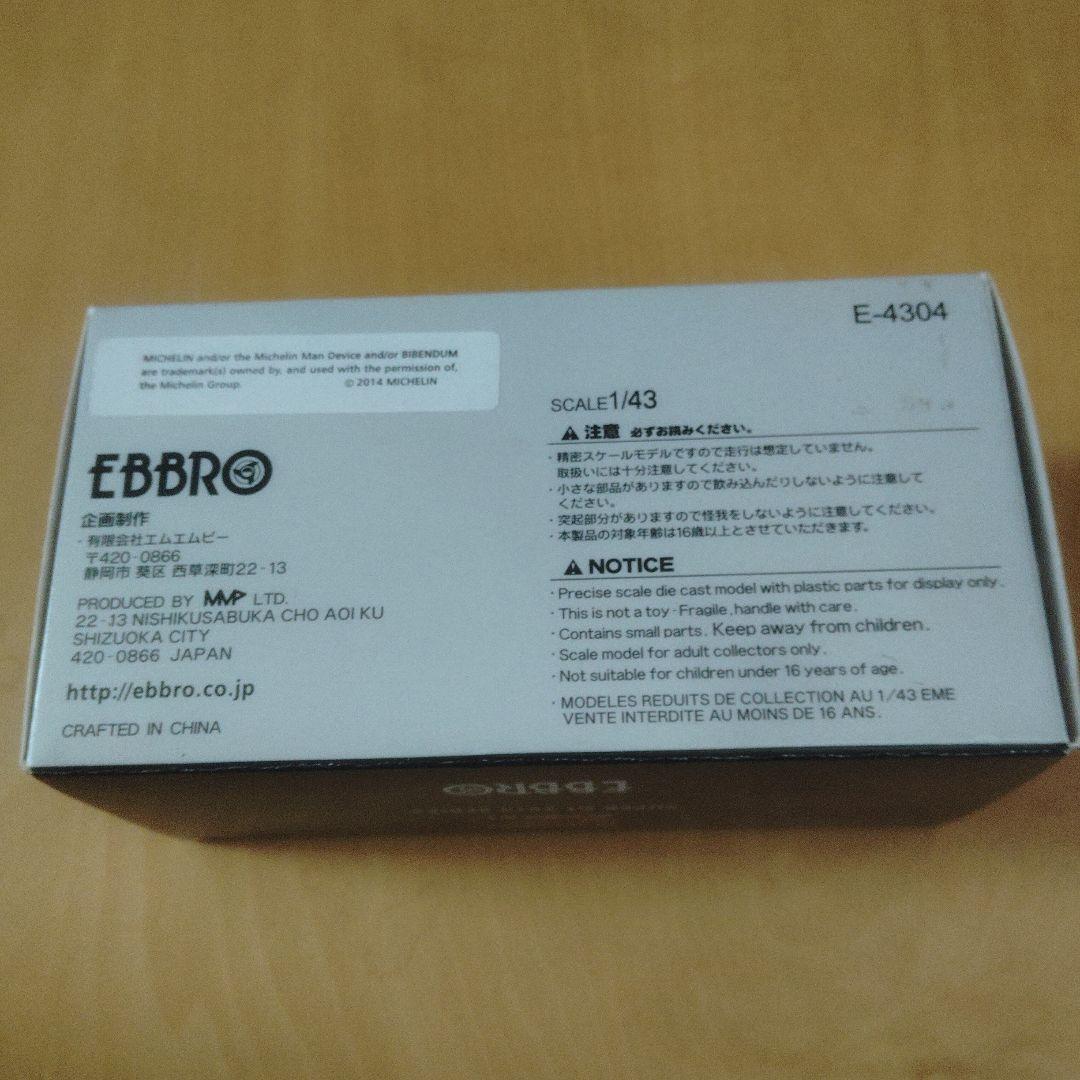 E-4304
MICHELIN and/or the Michelin Man Device and/or BIBENDUM
are trademark(s) owned by, and used with the permission of,
the Michelin Group. © 2014 MICHELIN
EBBRO
企画制作
・有限会社エムエムピー
〒420-0866
静岡市 葵区 西草深町22-13
PRODUCED BY MMP LTD.
22-13 NISHIKUSABUKA CHO AOI KU
SHIZUOKA CITY
420-0866 JAPAN
http://ebbro.co.jp
CRAFTED IN CHINA
SCALE1/43
注意 必ずお読みください。
・精密スケールモデルですので走行は想定していません。
取扱いには十分注意してください。
・小さな部品がありますので飲み込んだりしないように注意して
ください。
・突起部分がありますので怪我をしないように注意してください。
・本製品の対象年齢は16歳以上とさせていただきます。
NOTICE
・Precise scale die cast model with plastic parts for display only.
・This is not a toy-Fragile, handle with care.
・Contains small parts. Keep away from children.
・Scale model for adult collectors only.
・Not suitable for children under 16 years of age.
・MODELES REDUITS DE COLLECTION AU 1/43 EME
VENTE INTERDITE AU MOINS DE 16 ANS.
EBBRO